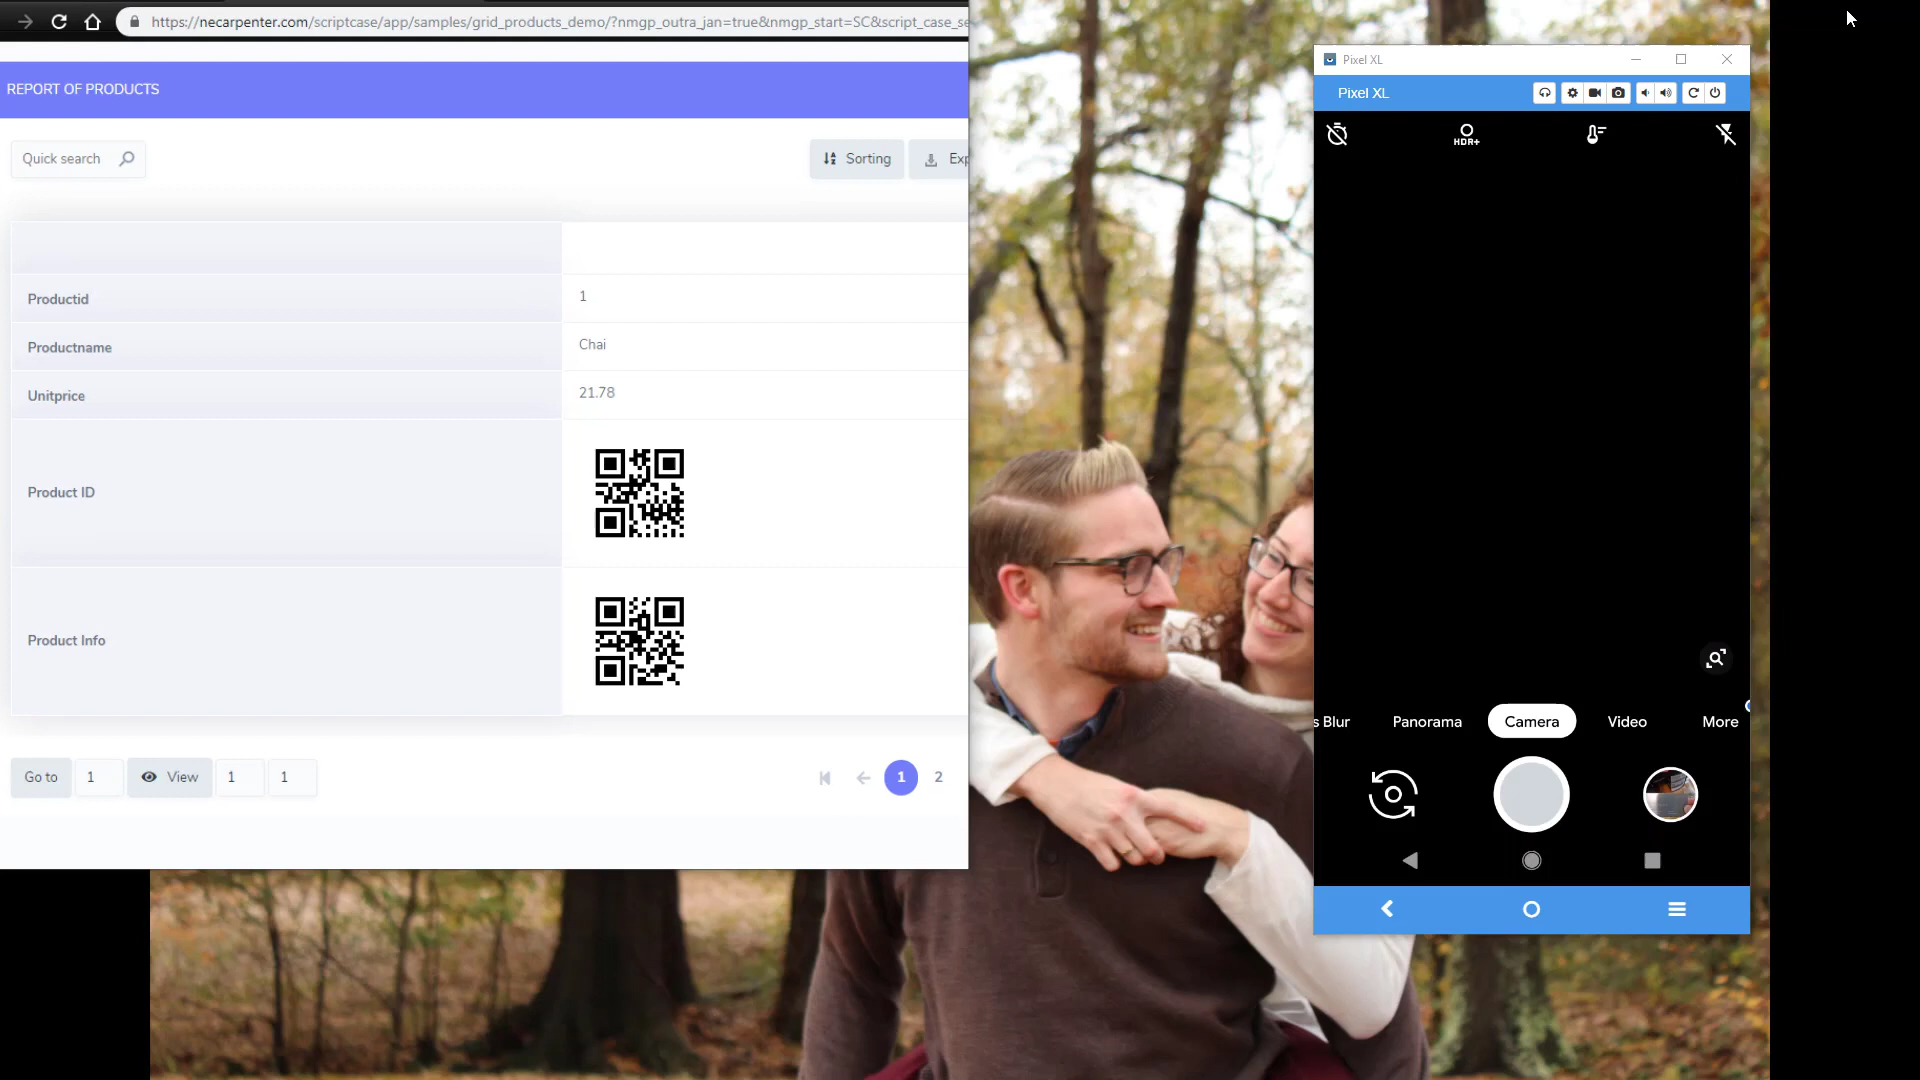 https://necarpenter.com/scriptcase/app/samples/grid_products_demo/?nmgp_outra_jan=true&nmgp_start=SC&script_case_se
REPORT OF PRODUCTS
Quick search
Sorting
Exp
Productid
1
Productname
Chai
Unitprice
21.78
Product ID
Product Info
Go to
1
View
1
1
1
2
Pixel XL
Pixel XL
HDR+
s Blur
Panorama
Camera
Video
More